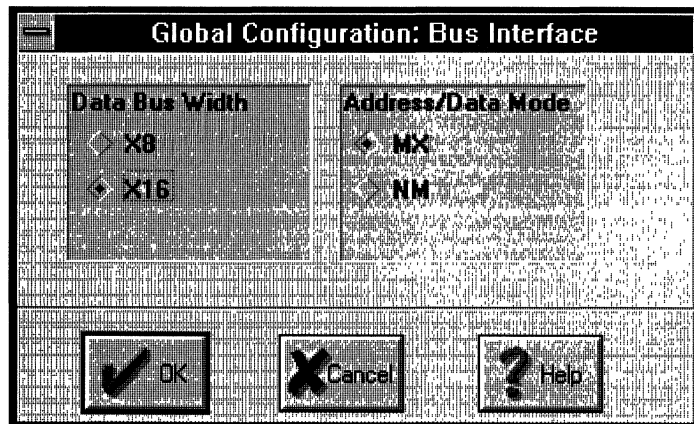 Global Configuration: Bus Interface
Data Bus Width
Address/Data Mode
X8
MX
X16
NM
OK
Cancel
Help